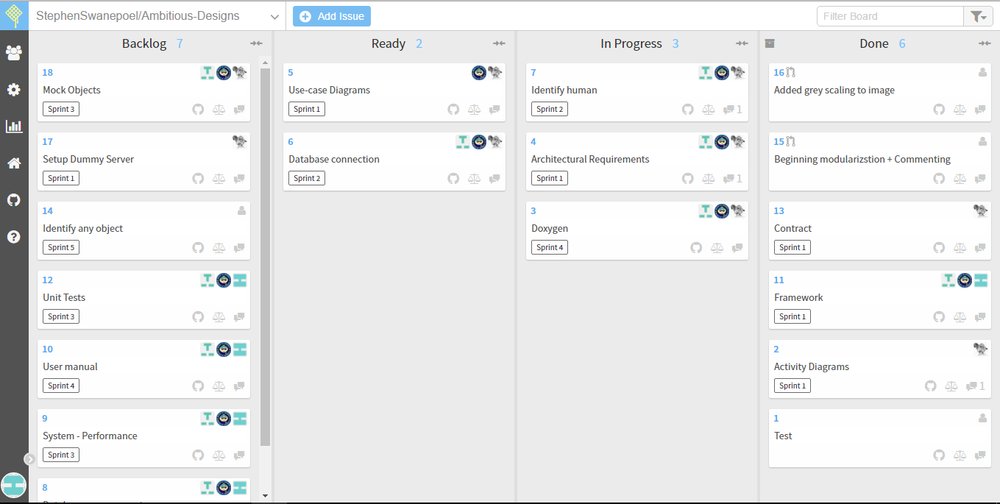 StephenSwanepoel/Ambitious-Designs
Add Issue
Filter Board
Backlog 7
18
Mock Objects
Sprint 3
17
Setup Dummy Server
Sprint 1
14
Identify any object
Sprint 5
12
Unit Tests
Sprint 3
10
User manual
Sprint 4
9
System - Performance
Sprint 3
8
Ready 2
5
Use-case Diagrams
Sprint 1
6
Database connection
Sprint 2
In Progress 3
7
Identify human
Sprint 2
1
4
Architectural Requirements
Sprint 1
1
3
Doxygen
Sprint 4
Done 6
16
Added grey scaling to image
15
Beginning modularizstion + Commenting
13
Contract
Sprint 1
11
Framework
Sprint 1
2
Activity Diagrams
Sprint 1
1
1
Test